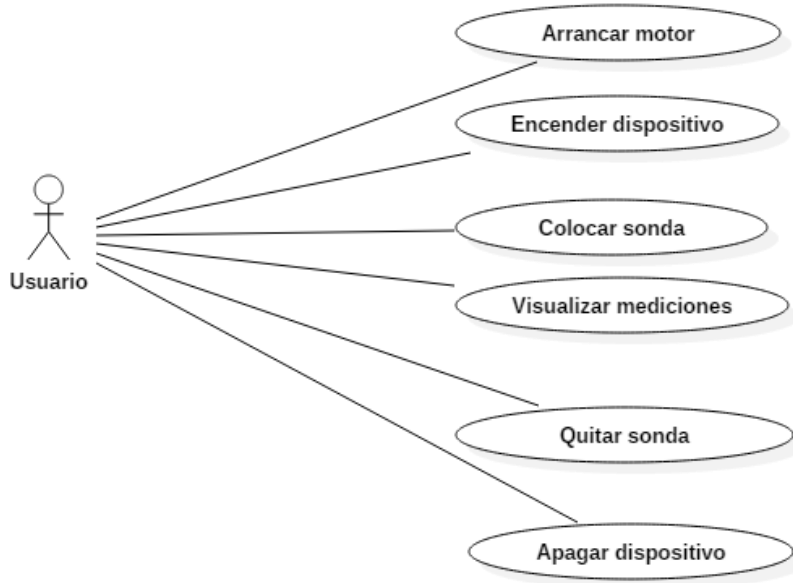 Arrancar motor
Encender dispositivo
Colocar sonda
Usuario
Visualizar mediciones
Quitar sonda
Apagar dispositivo